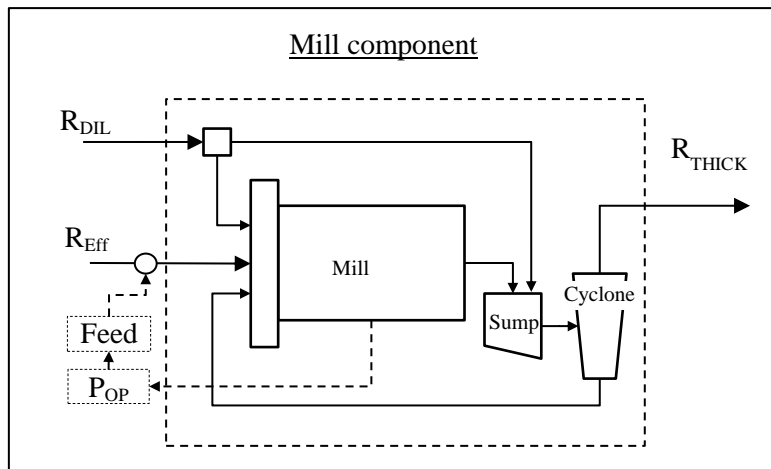 Mill component
R_DIL
R_THICK
R_Eff
Mill
Cyclone
Sump
Feed
P_OP